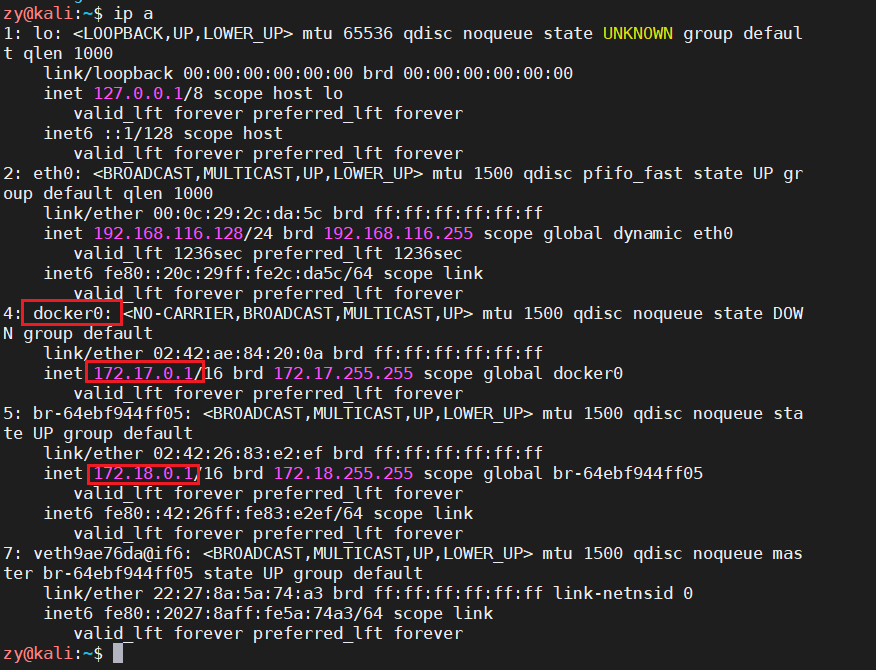 zy@kali:~$ ip a
1: lo: <LOOPBACK,UP,LOWER_UP> mtu 65536 qdisc noqueue state UNKNOWN group defaul
t qlen 1000
    link/loopback 00:00:00:00:00:00 brd 00:00:00:00:00:00
    inet 127.0.0.1/8 scope host lo
       valid_lft forever preferred_lft forever
    inet6 ::1/128 scope host
       valid_lft forever preferred_lft forever
2: eth0: <BROADCAST,MULTICAST,UP,LOWER_UP> mtu 1500 qdisc pfifo_fast state UP gr
oup default qlen 1000
    link/ether 00:0c:29:2c:da:5c brd ff:ff:ff:ff:ff:ff
    inet 192.168.116.128/24 brd 192.168.116.255 scope global dynamic eth0
       valid_lft 1236sec preferred_lft 1236sec
    inet6 fe80::20c:29ff:fe2c:da5c/64 scope link
       valid_lft forever preferred_lft forever
4: docker0: <NO-CARRIER,BROADCAST,MULTICAST,UP> mtu 1500 qdisc noqueue state DOW
N group default
    link/ether 02:42:ae:84:20:0a brd ff:ff:ff:ff:ff:ff
    inet 172.17.0.1/16 brd 172.17.255.255 scope global docker0
       valid_lft forever preferred_lft forever
5: br-64ebf944ff05: <BROADCAST,MULTICAST,UP,LOWER_UP> mtu 1500 qdisc noqueue sta
te UP group default
    link/ether 02:42:26:83:e2:ef brd ff:ff:ff:ff:ff:ff
    inet 172.18.0.1/16 brd 172.18.255.255 scope global br-64ebf944ff05
       valid_lft forever preferred_lft forever
    inet6 fe80::42:26ff:fe83:e2ef/64 scope link
       valid_lft forever preferred_lft forever
7: veth9ae76da@if6: <BROADCAST,MULTICAST,UP,LOWER_UP> mtu 1500 qdisc noqueue mas
ter br-64ebf944ff05 state UP group default
    link/ether 22:27:8a:5a:74:a3 brd ff:ff:ff:ff:ff:ff link-netnsid 0
    inet6 fe80::2027:8aff:fe5a:74a3/64 scope link
       valid_lft forever preferred_lft forever
zy@kali:~$